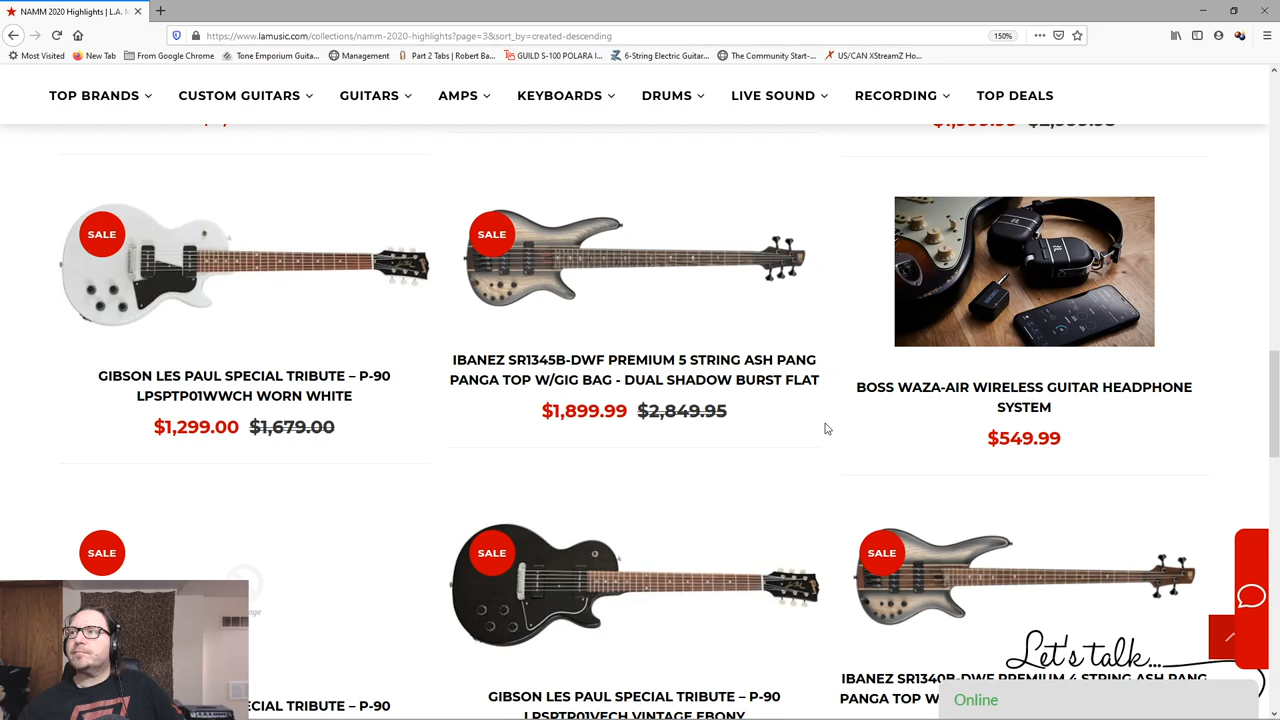 NAMM 2020 Highlights | L.A. M
https://www.lamusic.com/collections/namm-2020-highlights?page=3&sort_by=created-descending
150%
Most Visited New Tab From Google Chrome Tone Emporium Guita... Management Part 2 Tabs | Robert Ba... GUILD S-100 POLARA I... 6-String Electric Guitar... The Community Start-... US/CAN XStreamZ Ho...
TOP BRANDS CUSTOM GUITARS GUITARS AMPS KEYBOARDS DRUMS LIVE SOUND RECORDING TOP DEALS
SALE
SALE
GIBSON LES PAUL SPECIAL TRIBUTE – P-90
LPSPTP01WWCH WORN WHITE
$1,299.00 $1,679.00
IBANEZ SR1345B-DWF PREMIUM 5 STRING ASH PANG
PANGA TOP W/GIG BAG - DUAL SHADOW BURST FLAT
$1,899.99 $2,849.95
BOSS WAZA-AIR WIRELESS GUITAR HEADPHONE
SYSTEM
$549.99
SALE
SALE
SALE
CIAL TRIBUTE – P-90
GIBSON LES PAUL SPECIAL TRIBUTE – P-90
LPSPTP01VECH VINTAGE EBONY
IBANEZ SR1340B-DWF PREMIUM 4 STRING ASH PANG
PANGA TOP W
Let's talk...
Online